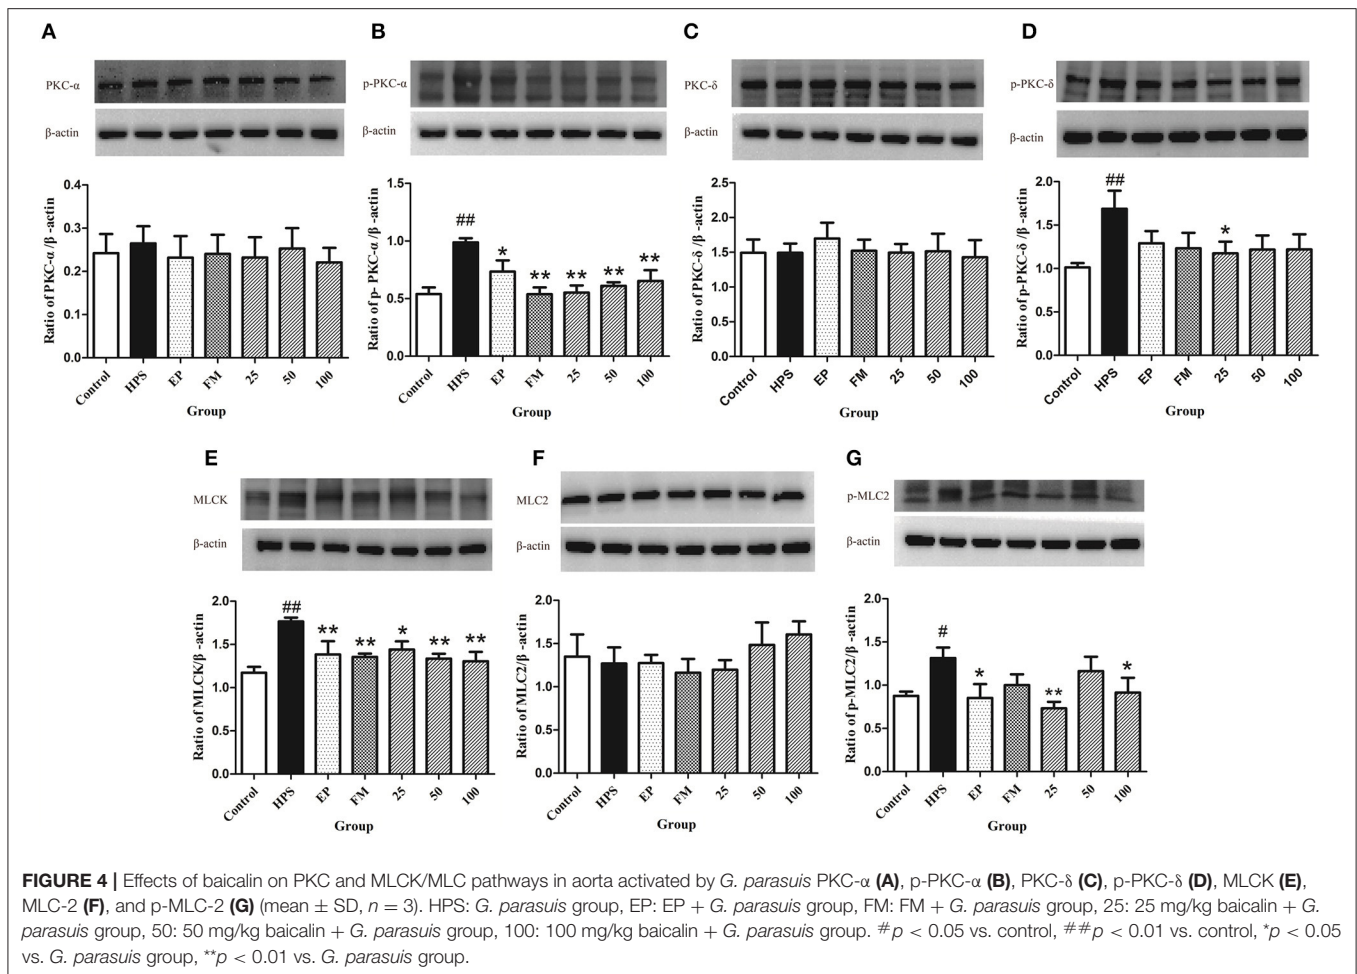 A
PKC-α
β-actin
0.4
0.3
0.2
0.1
0.0
Ratio of PKC-α/β -actin
##
Control HPS EP FM 25 50 100
Group
B
p-PKC-α
β-actin
1.5
1.0
0.5
0.0
Ratio of p- PKC-α/β -actin
##
*
**
**
**
**
Control HPS EP FM 25 50 100
Group
C
PKC-δ
β-actin
2.5
2.0
1.5
1.0
0.5
0.0
Ratio of PKC-δ/β -actin
Control HPS EP FM 25 50 100
Group
D
p-PKC-δ
β-actin
2.0
1.5
1.0
1.0
0.0
Ratio of p-PKC-δ /β -actin
##
*
Control HPS EP FM 25 50 100
Group
E
MLCK
β-actin
2.0
1.5
1.0
0.5
0.0
Ratio of MLCK/β -actin
##
**
**
*
**
**
Control HPS EP FM 25 50 100
Group
F
MLC2
β-actin
2.0
1.5
1.0
0.5
0.0
Ratio of MLC2/β -actin
Control HPS EP FM 25 50 100
Group
G
p-MLC2
β-actin
2.0
1.5
1.0
0.5
0.0
Ratio of p-MLC2/β -actin
#
*
**
*
Control HPS EP FM 25 50 100
Group
FIGURE 4 | Effects of baicalin on PKC and MLCK/MLC pathways in aorta activated by G. parasuis PKC-α (A), p-PKC-α (B), PKC-δ (C), p-PKC-δ (D), MLCK (E),
MLC-2 (F), and p-MLC-2 (G) (mean ± SD, n = 3). HPS: G. parasuis group, EP: EP + G. parasuis group, FM: FM + G. parasuis group, 25: 25 mg/kg baicalin + G.
parasuis group, 50: 50 mg/kg baicalin + G. parasuis group, 100: 100 mg/kg baicalin + G. parasuis group. #p < 0.05 vs. control, ##p < 0.01 vs. control, *p < 0.05
vs. G. parasuis group, **p < 0.01 vs. G. parasuis group.